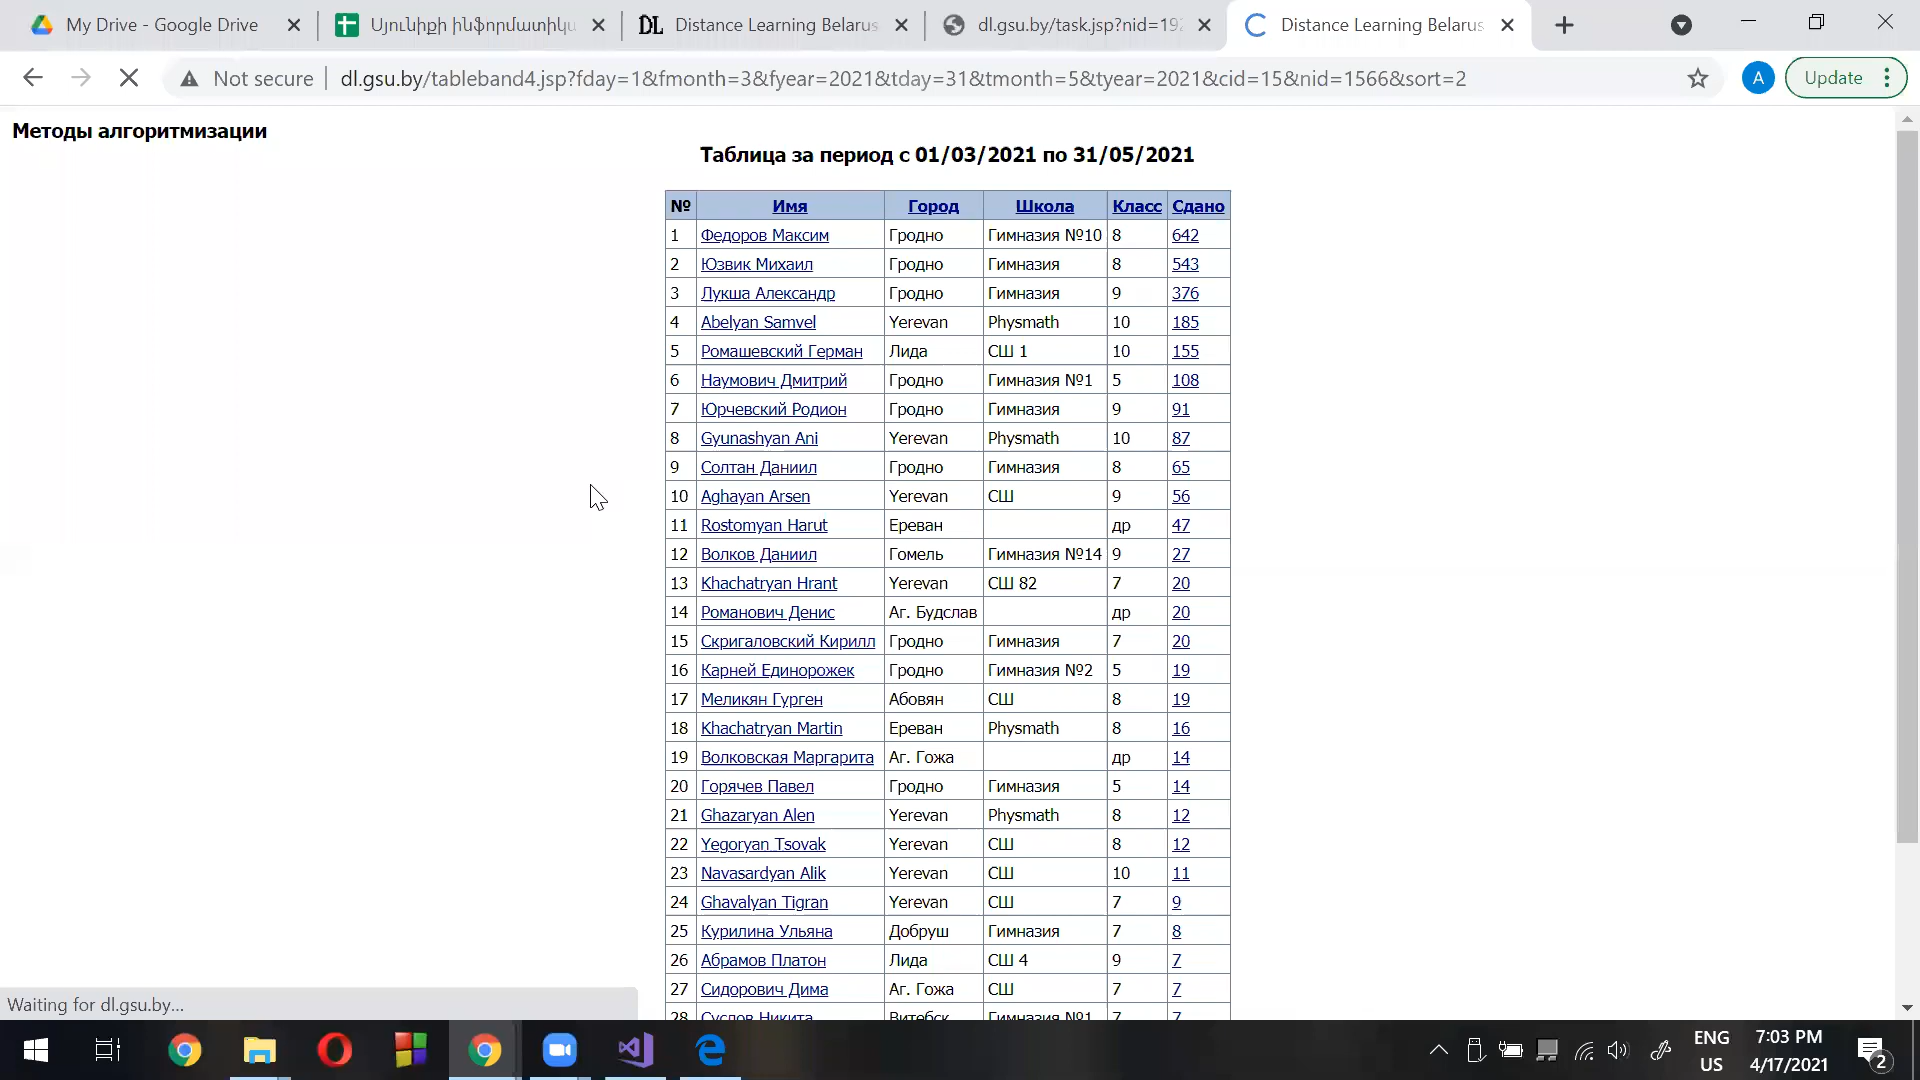 My Drive - Google Drive
Սյունիքի ինֆորմատիկա
DL Distance Learning Belarus
dl.gsu.by/task.jsp?nid=192
Distance Learning Belarus
Not secure dl.gsu.by/tableband4.jsp?fday=1&fmonth=3&fyear=2021&tday=31&tmonth=5&tyear=2021&cid=15&nid=1566&sort=2 A Update
Методы алгоритмизации
Таблица за период с 01/03/2021 по 31/05/2021
№ Имя Город Школа Класс Сдано
1 Федоров Максим Гродно Гимназия №10 8 642
2 Юзвик Михаил Гродно Гимназия 8 543
3 Лукша Александр Гродно Гимназия 9 376
4 Abelyan Samvel Yerevan Physmath 10 185
5 Ромашевский Герман Лида СШ 1 10 155
6 Наумович Дмитрий Гродно Гимназия №1 5 108
7 Юрчевский Родион Гродно Гимназия 9 91
8 Gyunashyan Ani Yerevan Physmath 10 87
9 Солтан Даниил Гродно Гимназия 8 65
10 Aghayan Arsen Yerevan СШ 9 56
11 Rostomyan Harut Ереван др 47
12 Волков Даниил Гомель Гимназия №14 9 27
13 Khachatryan Hrant Yerevan СШ 82 7 20
14 Романович Денис Аг. Будслав др 20
15 Скригаловский Кирилл Гродно Гимназия 7 20
16 Карней Единорожек Гродно Гимназия №2 5 19
17 Меликян Гурген Абовян СШ 8 19
18 Khachatryan Martin Ереван Physmath 8 16
19 Волковская Маргарита Аг. Гожа др 14
20 Горячев Павел Гродно Гимназия 5 14
21 Ghazaryan Alen Yerevan Physmath 8 12
22 Yegoryan Tsovak Yerevan СШ 8 12
23 Navasardyan Alik Yerevan СШ 10 11
24 Ghavalyan Tigran Yerevan СШ 7 9
25 Курилина Ульяна Добруш Гимназия 7 8
26 Абрамов Платон Лида СШ 4 9 7
27 Сидорович Дима Аг. Гожа СШ 7 7
28 Суслов Никита Витебск Гимназия №1 7 7
Waiting for dl.gsu.by...
ENG
US
7:03 PM
4/17/2021
2